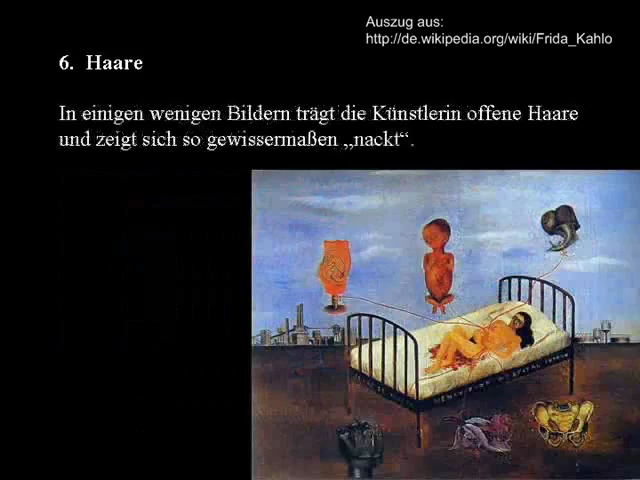 Auszug aus:
http://de.wikipedia.org/wiki/Frida_Kahlo
6. Haare
In einigen wenigen Bildern trägt die Künstlerin offene Haare
und zeigt sich so gewissermaßen „nackt“.